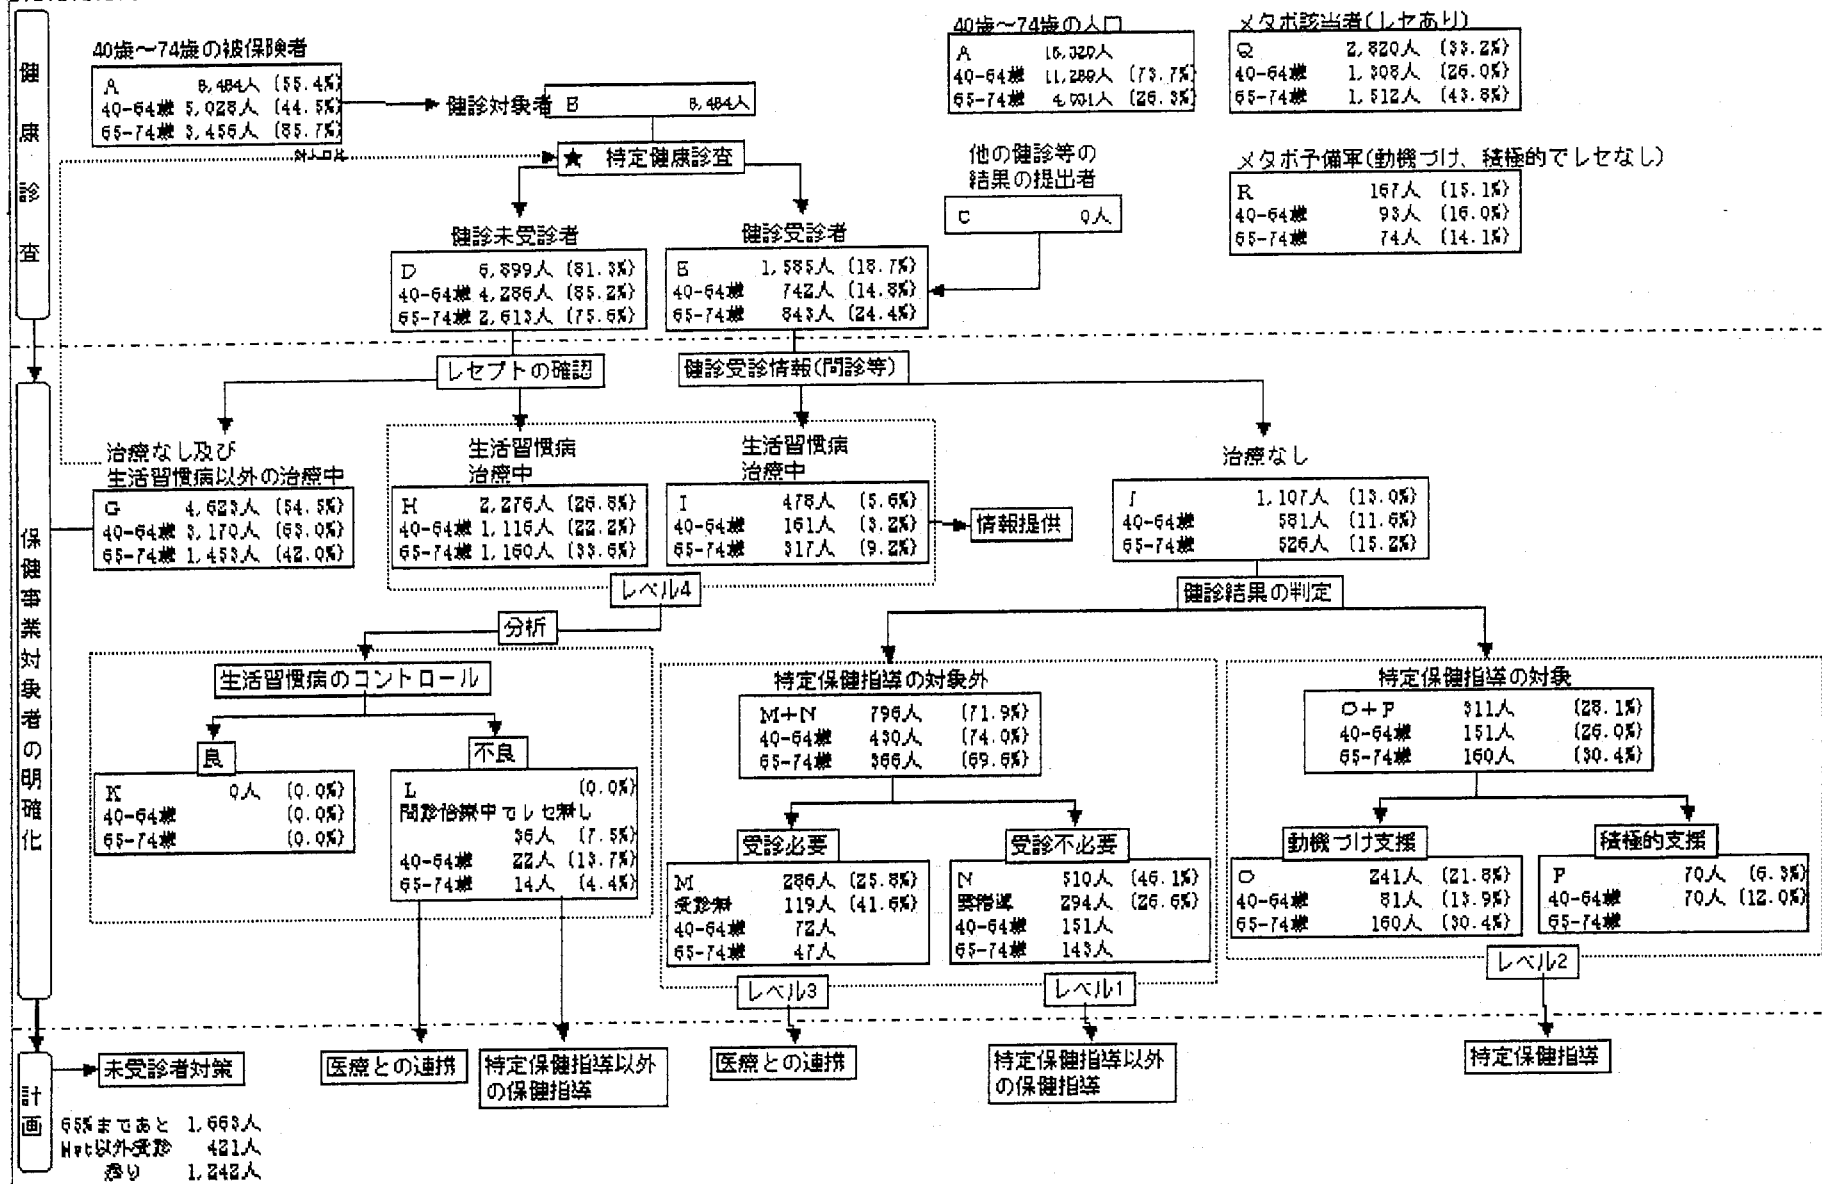 健康診査
40歳～74歳の被保険者
A 8,484人 (55.4%)
40-64歳 5,028人 (44.5%)
65-74歳 3,456人 (85.7%)
対人口比
健診対象者
B 8,484人
40歳～74歳の人口
A
40-64歳 11,289人 (73.7%)
65-74歳 4,031人 (26.3%)
メタボ該当者(レセあり)
Q 2,820人 (33.2%)
40-64歳 1,308人 (26.0%)
65-74歳 1,512人 (43.8%)
★ 特定健康診査
他の健診等の
結果の提出者
C 0人
メタボ予備軍(動機づけ、積極的でレセなし)
R 167人 (15.1%)
40-64歳 93人 (16.0%)
65-74歳 74人 (14.1%)
健診未受診者
D 6,899人 (81.3%)
40-64歳 4,286人 (85.2%)
65-74歳 2,613人 (75.6%)
健診受診者
E 1,585人 (18.7%)
40-64歳 742人 (14.8%)
65-74歳 843人 (24.4%)
保健事業対象者の明確化
レセプトの確認
健診受診情報(問診等)
治療なし及び
生活習慣病以外の治療中
G 4,623人 (54.5%)
40-64歳 3,170人 (63.0%)
65-74歳 1,453人 (42.0%)
生活習慣病
治療中
H 2,276人 (26.8%)
40-64歳 1,116人 (22.2%)
65-74歳 1,160人 (33.6%)
生活習慣病
治療中
I 478人 (5.6%)
40-64歳 161人 (3.2%)
65-74歳 317人 (9.2%)
情報提供
治療なし
J 1,107人 (13.0%)
40-64歳 581人 (11.6%)
65-74歳 526人 (15.2%)
レベル4
健診結果の判定
分析
生活習慣病のコントロール
良
K 0人 (0.0%)
40-64歳 (0.0%)
65-74歳 (0.0%)
不良
L (0.0%)
問診治療中でレセ無し
36人 (7.5%)
40-64歳 22人 (13.7%)
65-74歳 14人 (4.4%)
特定保健指導の対象外
M+N 796人 (71.9%)
40-64歳 430人 (74.0%)
65-74歳 366人 (69.6%)
特定保健指導の対象
O+P 311人 (28.1%)
40-64歳 151人 (26.0%)
65-74歳 160人 (30.4%)
受診必要
M 286人 (25.8%)
受診無 119人 (41.6%)
40-64歳 72人
65-74歳 47人
受診不必要
N 510人 (46.1%)
要指導 294人 (26.6%)
40-64歳 151人
65-74歳 143人
動機づけ支援
O 241人 (21.8%)
40-64歳 81人 (13.9%)
65-74歳 160人 (30.4%)
積極的支援
P 70人 (6.3%)
40-64歳 70人 (12.0%)
65-74歳
レベル3
レベル1
レベル2
計画
未受診者対策
医療との連携
特定保健指導以外
の保健指導
医療との連携
特定保健指導以外
の保健指導
特定保健指導
65%まであと 1,663人
以外受診 421人
残り 1,242人